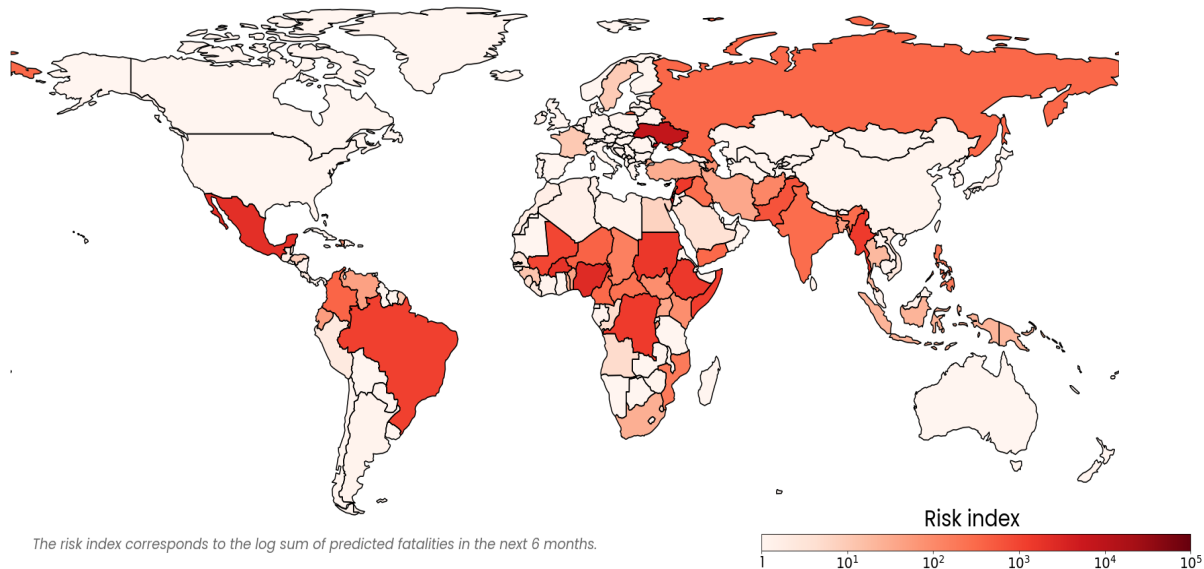 Risk index
The risk index corresponds to the log sum of predicted fatalities in the next 6 months.
1 10¹ 10² 10³ 10⁴ 10⁵